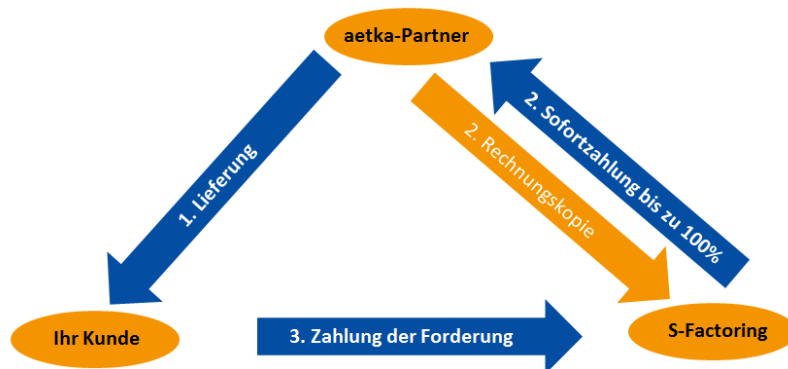 aetka-Partner
1. Lieferung
2. Rechnungskopie
2. Sofortzahlung bis zu 100%
Ihr Kunde
3. Zahlung der Forderung
S-Factoring